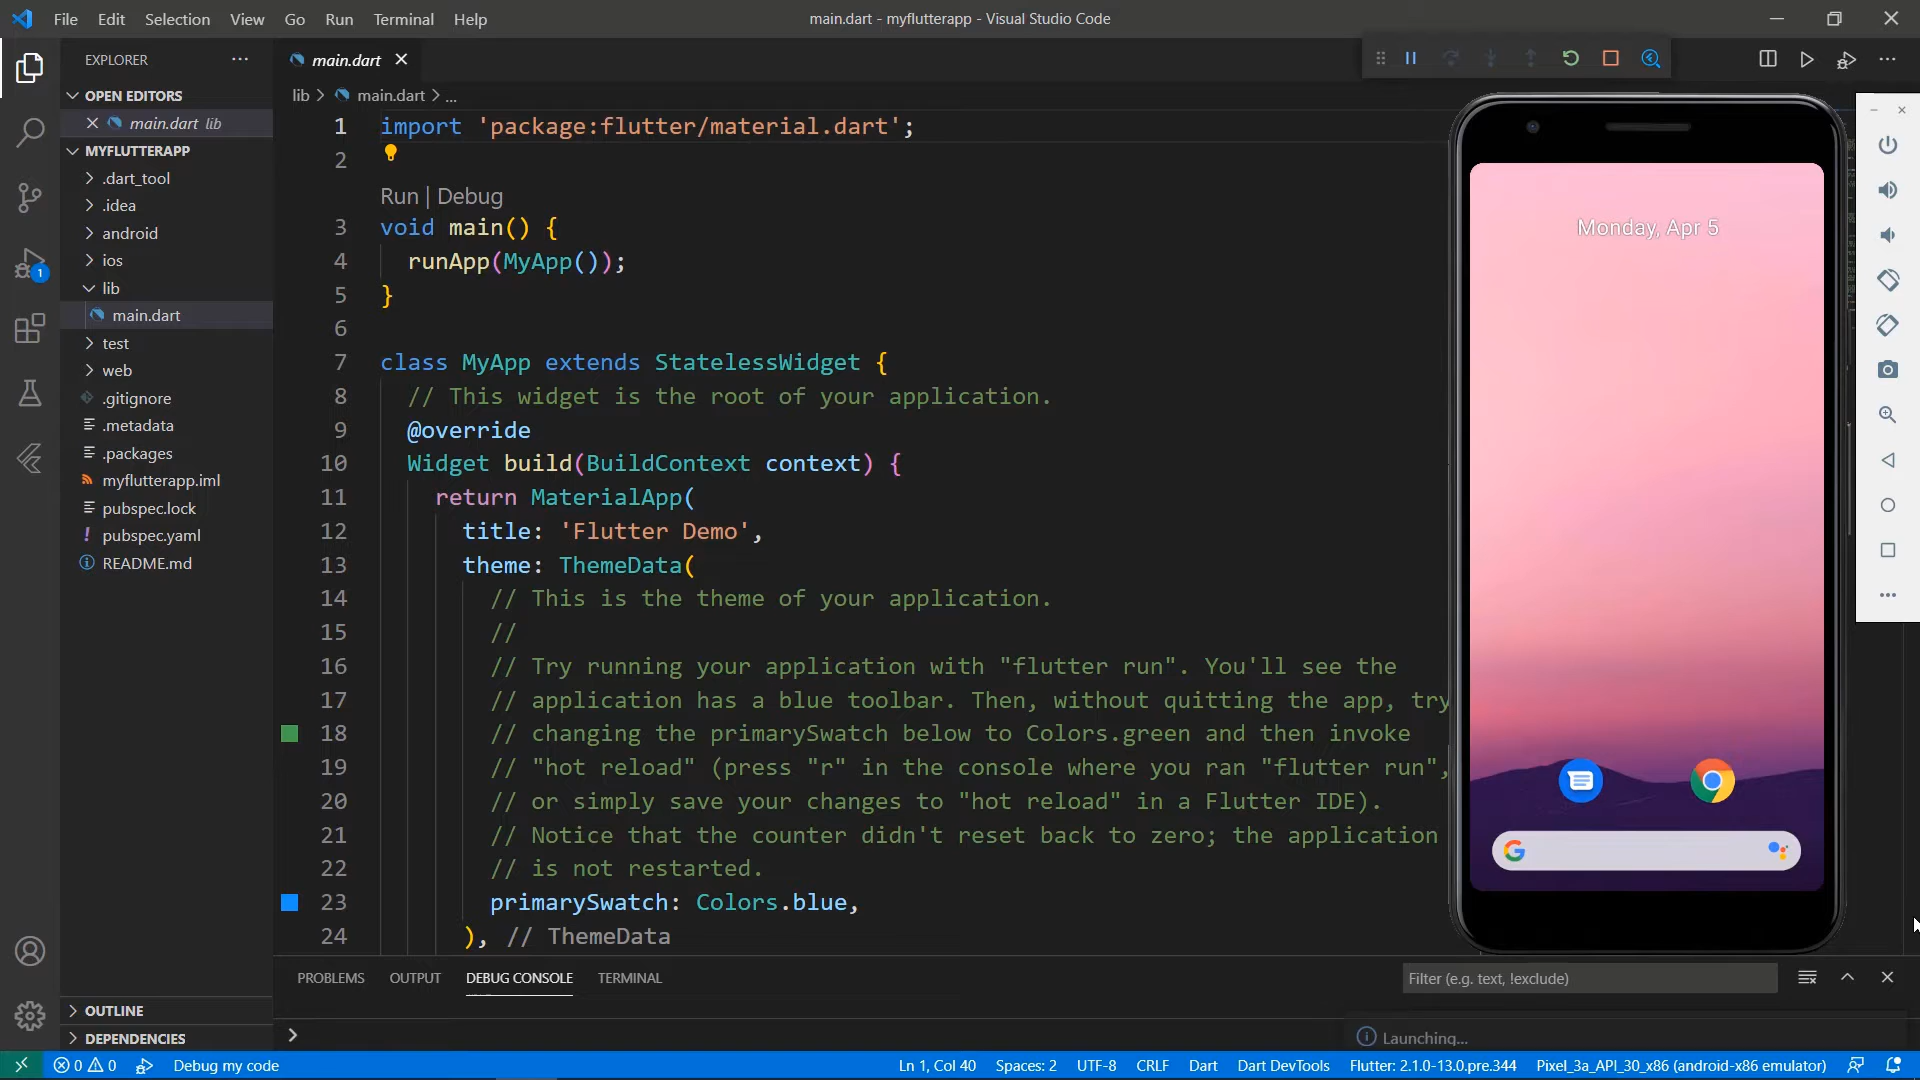 File Edit Selection View Go Run Terminal Help
main.dart - myflutterapp - Visual Studio Code
EXPLORER
main.dart
OPEN EDITORS
main.dart lib
MYFLUTTERAPP
.dart_tool
.idea
android
ios
lib
main.dart
test
web
.gitignore
.metadata
.packages
myflutterapp.iml
pubspec.lock
pubspec.yaml
README.md
OUTLINE
DEPENDENCIES
1
lib > main.dart > ...
1 import 'package:flutter/material.dart';
2
Run | Debug
3 void main() {
4 runApp(MyApp());
5 }
6
7 class MyApp extends StatelessWidget {
8 // This widget is the root of your application.
9 @override
10 Widget build(BuildContext context) {
11 return MaterialApp(
12 title: 'Flutter Demo',
13 theme: ThemeData(
14 // This is the theme of your application.
15 //
16 // Try running your application with "flutter run". You'll see the
17 // application has a blue toolbar. Then, without quitting the app, try
18 // changing the primarySwatch below to Colors.green and then invoke
19 // "hot reload" (press "r" in the console where you ran "flutter run",
20 // or simply save your changes to "hot reload" in a Flutter IDE).
21 // Notice that the counter didn't reset back to zero; the application
22 // is not restarted.
23 primarySwatch: Colors.blue,
24 ), // ThemeData
Monday, Apr 5
PROBLEMS OUTPUT DEBUG CONSOLE TERMINAL
Filter (e.g. text, !exclude)
Launching...
0 0 Debug my code
Ln 1, Col 40 Spaces: 2 UTF-8 CRLF Dart Dart DevTools Flutter: 2.1.0-13.0.pre.344 Pixel_3a_API_30_x86 (android-x86 emulator)